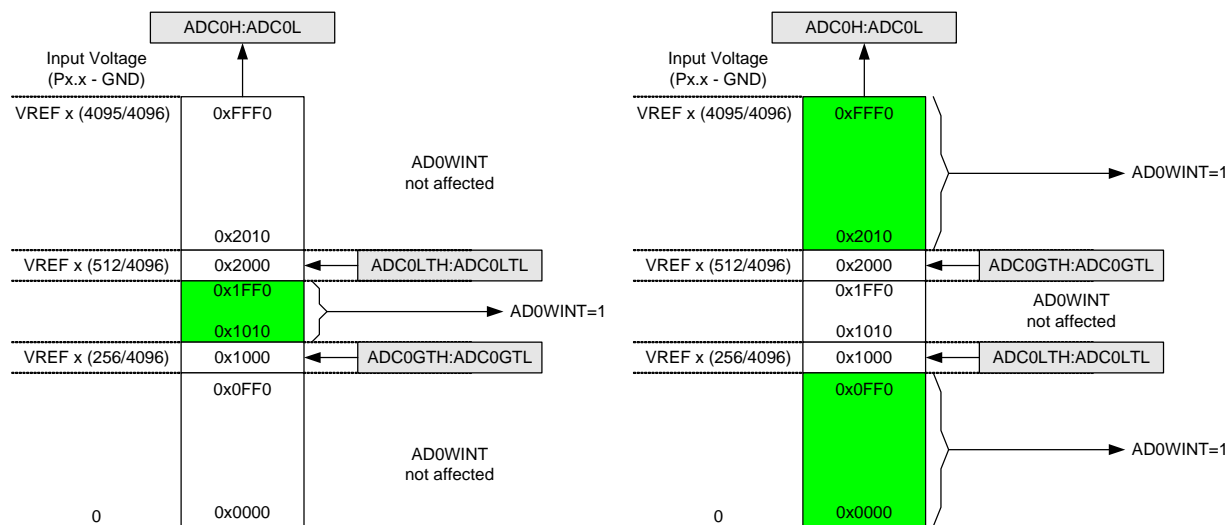 ADC0H:ADC0L
Input Voltage
(Px.x - GND)
VREF x (4095/4096)
0xFFF0
AD0WINT
not affected
0x2010
VREF x (512/4096)
0x2000
ADC0LTH:ADC0LTL
0x1FF0
AD0WINT=1
0x1010
VREF x (256/4096)
0x1000
ADC0GTH:ADC0GTL
0x0FF0
AD0WINT
not affected
0
0x0000
ADC0H:ADC0L
Input Voltage
(Px.x - GND)
VREF x (4095/4096)
0xFFF0
AD0WINT=1
0x2010
VREF x (512/4096)
0x2000
ADC0GTH:ADC0GTL
0x1FF0
AD0WINT
not affected
0x1010
VREF x (256/4096)
0x1000
ADC0LTH:ADC0LTL
0x0FF0
AD0WINT=1
0
0x0000